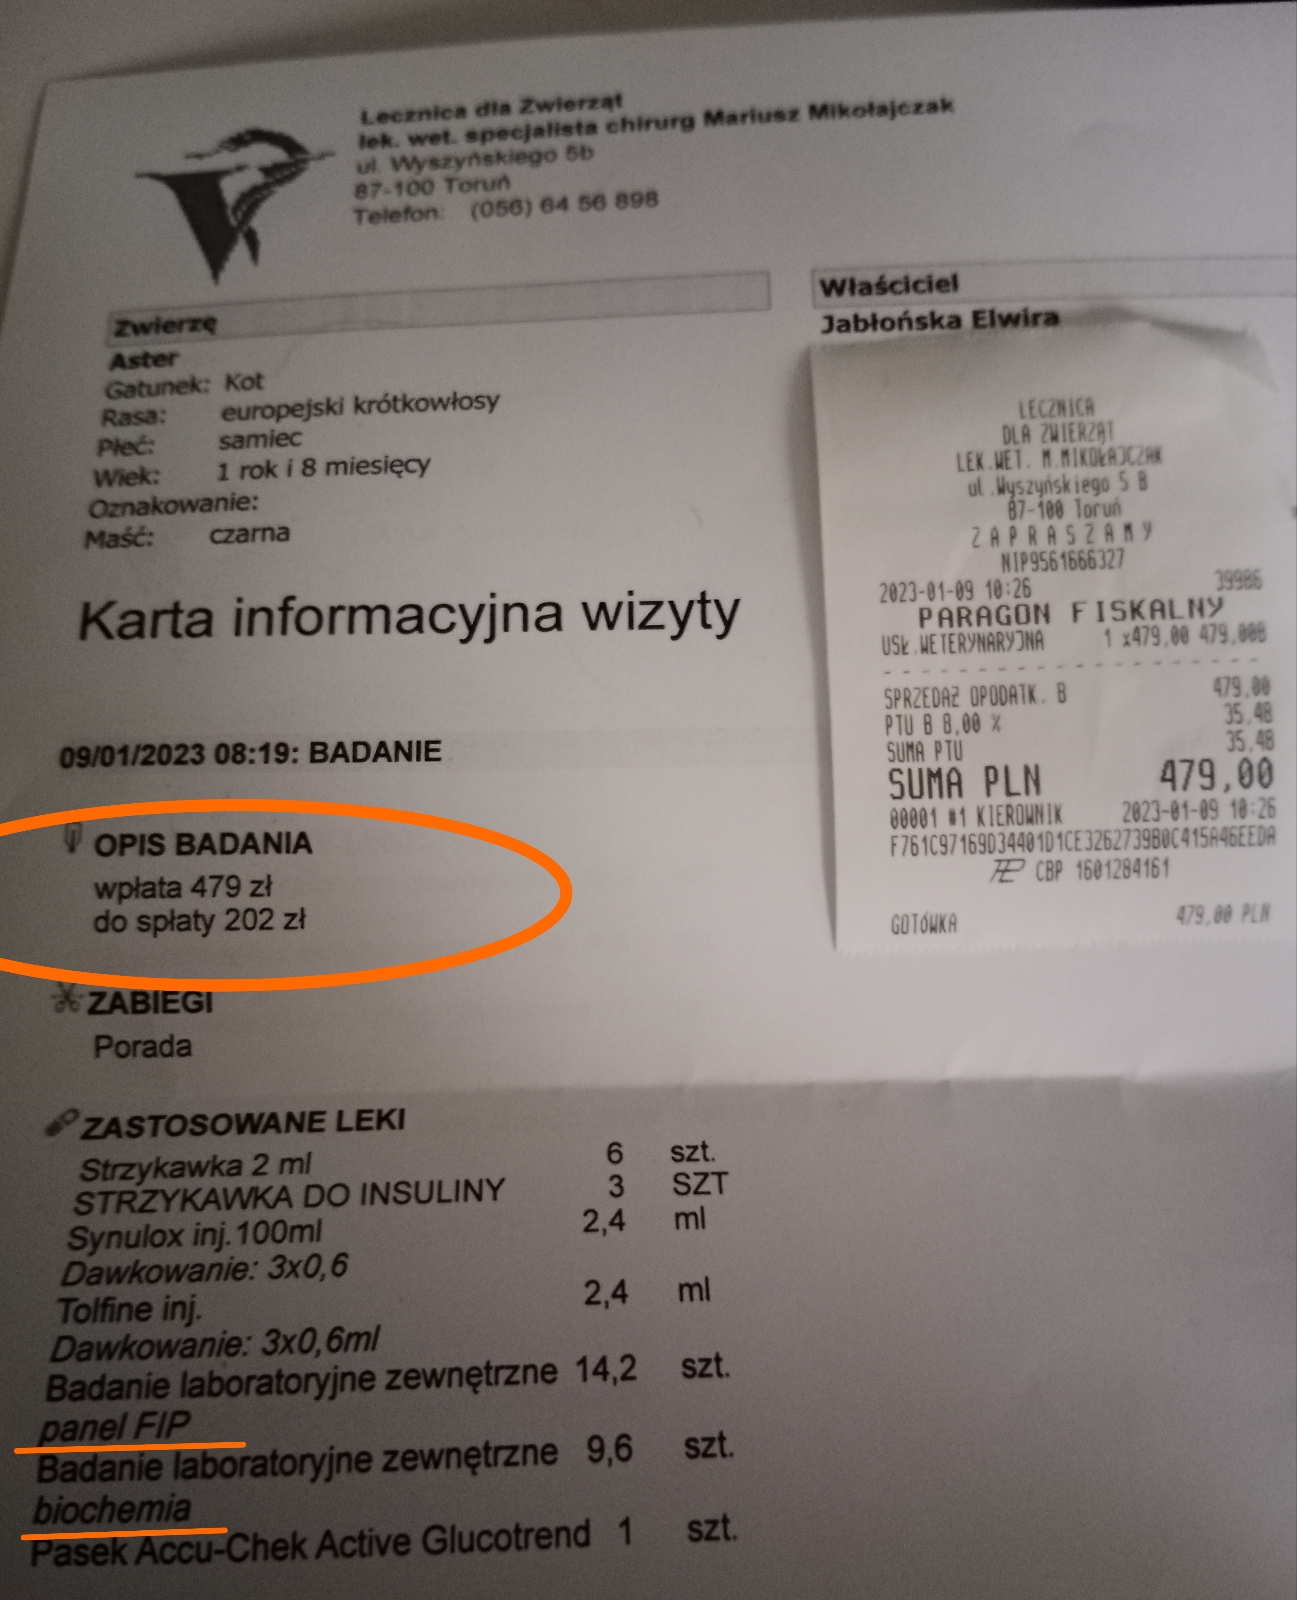 Lecznica dla Zwierząt
lek. wet. specjalista chirurg Mariusz Mikołajczak
ul. Wyszyńskiego 5b
87-100 Toruń
Telefon: (056) 64 56 898
Zwierzę
Aster
Gatunek: Kot
Rasa: europejski krótkowłosy
Płeć: samiec
Wiek: 1 rok i 8 miesięcy
Oznakowanie:
Maść: czarna
Właściciel
Jabłońska Elwira
LECZNICA
DLA ZWIERZĄT
LEK.WET. M.MIKOŁAJCZAK
ul.Wyszyńskiego 5 B
87-100 Toruń
Z A P R A S Z A M Y
NIP9561666327
2023-01-09 10:26 39986
PARAGON FISKALNY
USŁ.WETERYNARYJNA 1 x479,00 479,00B
SPRZEDAŻ OPODATK. B 479,00
PTU B 8,00 % 35,48
SUMA PTU 35,48
SUMA PLN 479,00
00001 #1 KIEROWNIK 2023-01-09 10:26
F761C97169D34401D1CE3262739B0C415A46EEDA
CBP 1601284161
GOTÓWKA 479,00 PLN
Karta informacyjna wizyty
09/01/2023 08:19: BADANIE
OPIS BADANIA
wpłata 479 zł
do spłaty 202 zł
ZABIEGI
Porada
ZASTOSOWANE LEKI
Strzykawka 2 ml 6 szt.
STRZYKAWKA DO INSULINY 3 SZT
Synulox inj.100ml 2,4 ml
Dawkowanie: 3x0,6
Tolfine inj. 2,4 ml
Dawkowanie: 3x0,6ml
Badanie laboratoryjne zewnętrzne 14,2 szt.
panel FIP
Badanie laboratoryjne zewnętrzne 9,6 szt.
biochemia
Pasek Accu-Chek Active Glucotrend 1 szt.